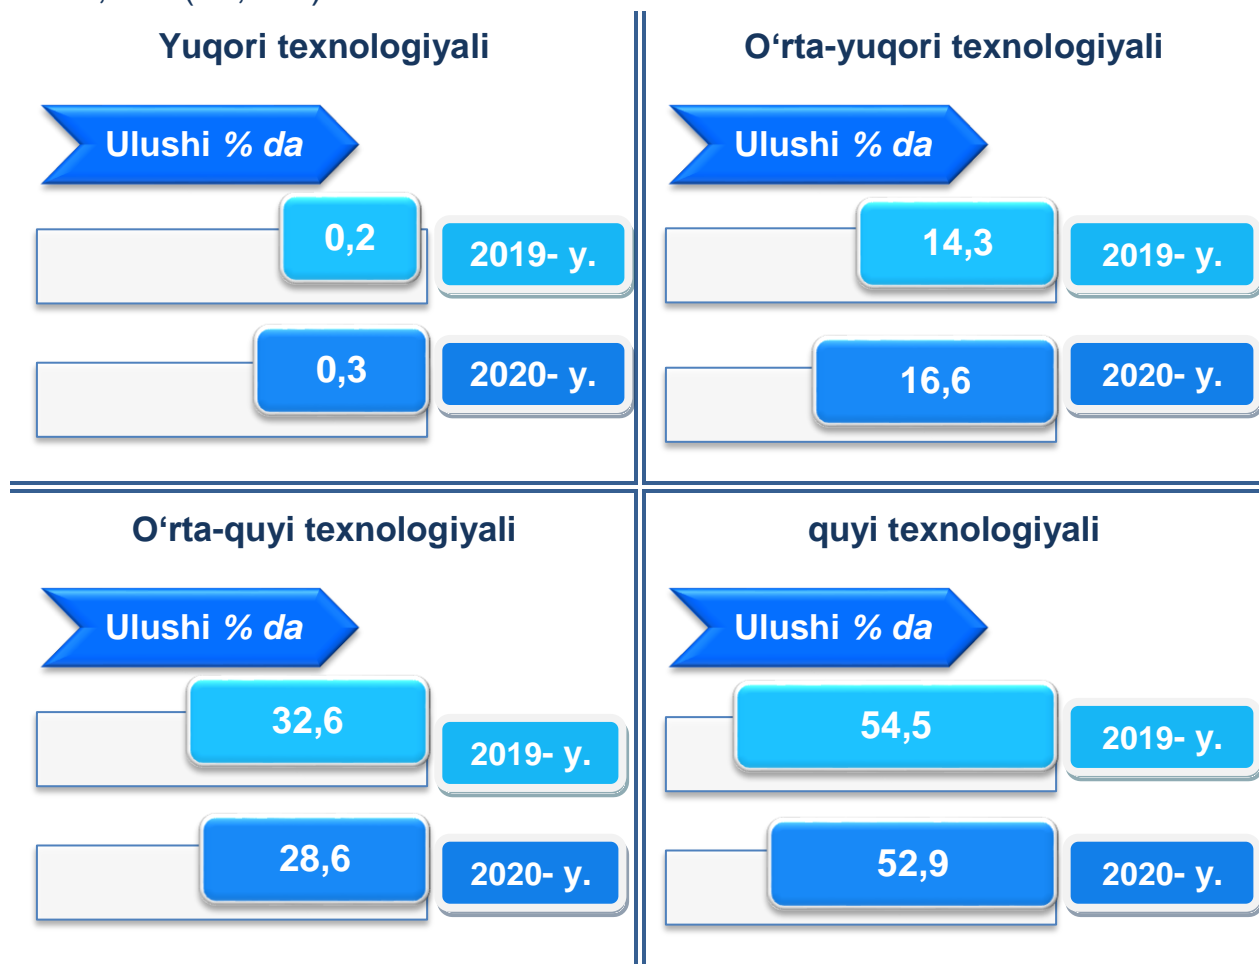 Yuqori texnologiyali
Ulushi % da
0,2
2019- y.
0,3
2020- y.
O‘rta-yuqori texnologiyali
Ulushi % da
14,3
2019- y.
16,6
2020- y.
O‘rta-quyi texnologiyali
Ulushi % da
32,6
2019- y.
28,6
2020- y.
quyi texnologiyali
Ulushi % da
54,5
2019- y.
52,9
2020- y.